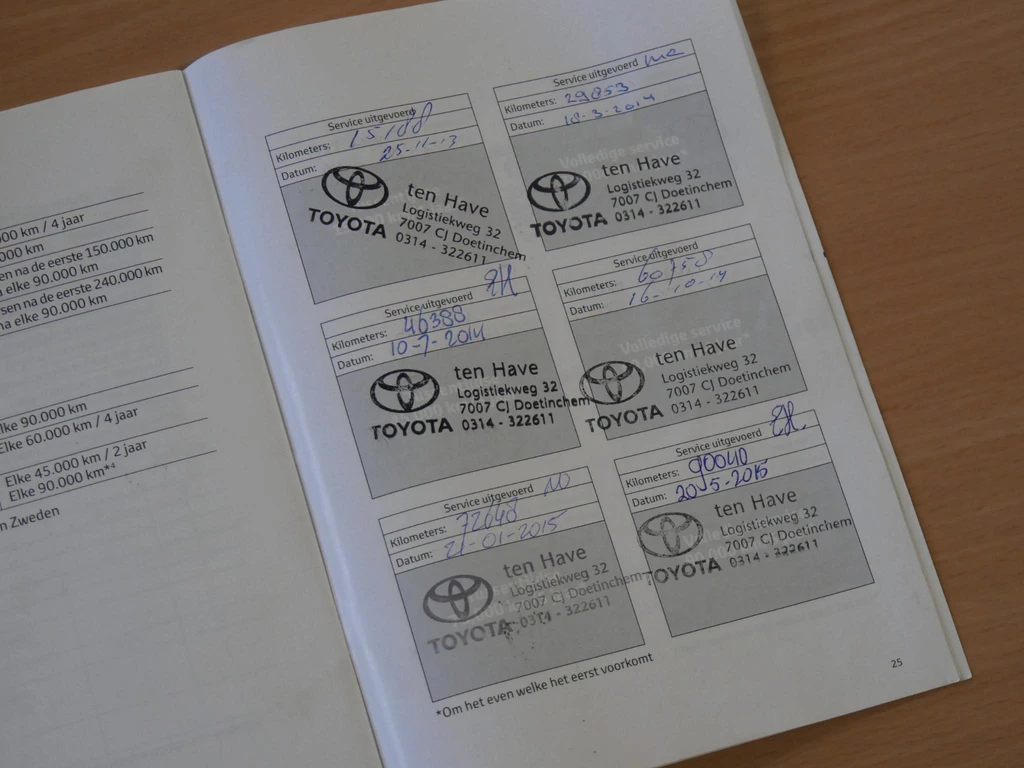 00 km / 4 jaar
000 km
en na de eerste 150.000 km
a elke 90.000 km
sen na de eerste 240.000 km
na elke 90.000 km
lke 90.000 km
Elke 60.000 km / 4 jaar
Elke 45.000 km / 2 jaar
Elke 90.000 km*⁴
n Zweden
Service uitgevoerd
Kilometers: 15188
Datum: 25-11-13
ten Have
Logistiekweg 32
7007 CJ Doetinchem
TOYOTA 0314 - 322611
Service uitgevoerd
Kilometers: 29853
Datum: 18-3-2014
Volledige service
ten Have
Logistiekweg 32
7007 CJ Doetinchem
TOYOTA 0314 - 322611
Service uitgevoerd
Kilometers: 46388
Datum: 10-7-2014
ten Have
Logistiekweg 32
7007 CJ Doetinchem
TOYOTA 0314 - 322611
Service uitgevoerd
Kilometers: 60758
Datum: 16-10-14
Volledige service
ten Have
Logistiekweg 32
7007 CJ Doetinchem
TOYOTA 0314 - 322611
Service uitgevoerd
Kilometers: 72648
Datum: 21-01-2015
ten Have
Logistiekweg 32
7007 CJ Doetinchem
TOYOTA 0314 - 322611
Service uitgevoerd
Kilometers: 90040
Datum: 20-5-2015
ten Have
Logistiekweg 32
7007 CJ Doetinchem
TOYOTA 0314 - 322611
*Om het even welke het eerst voorkomt
25